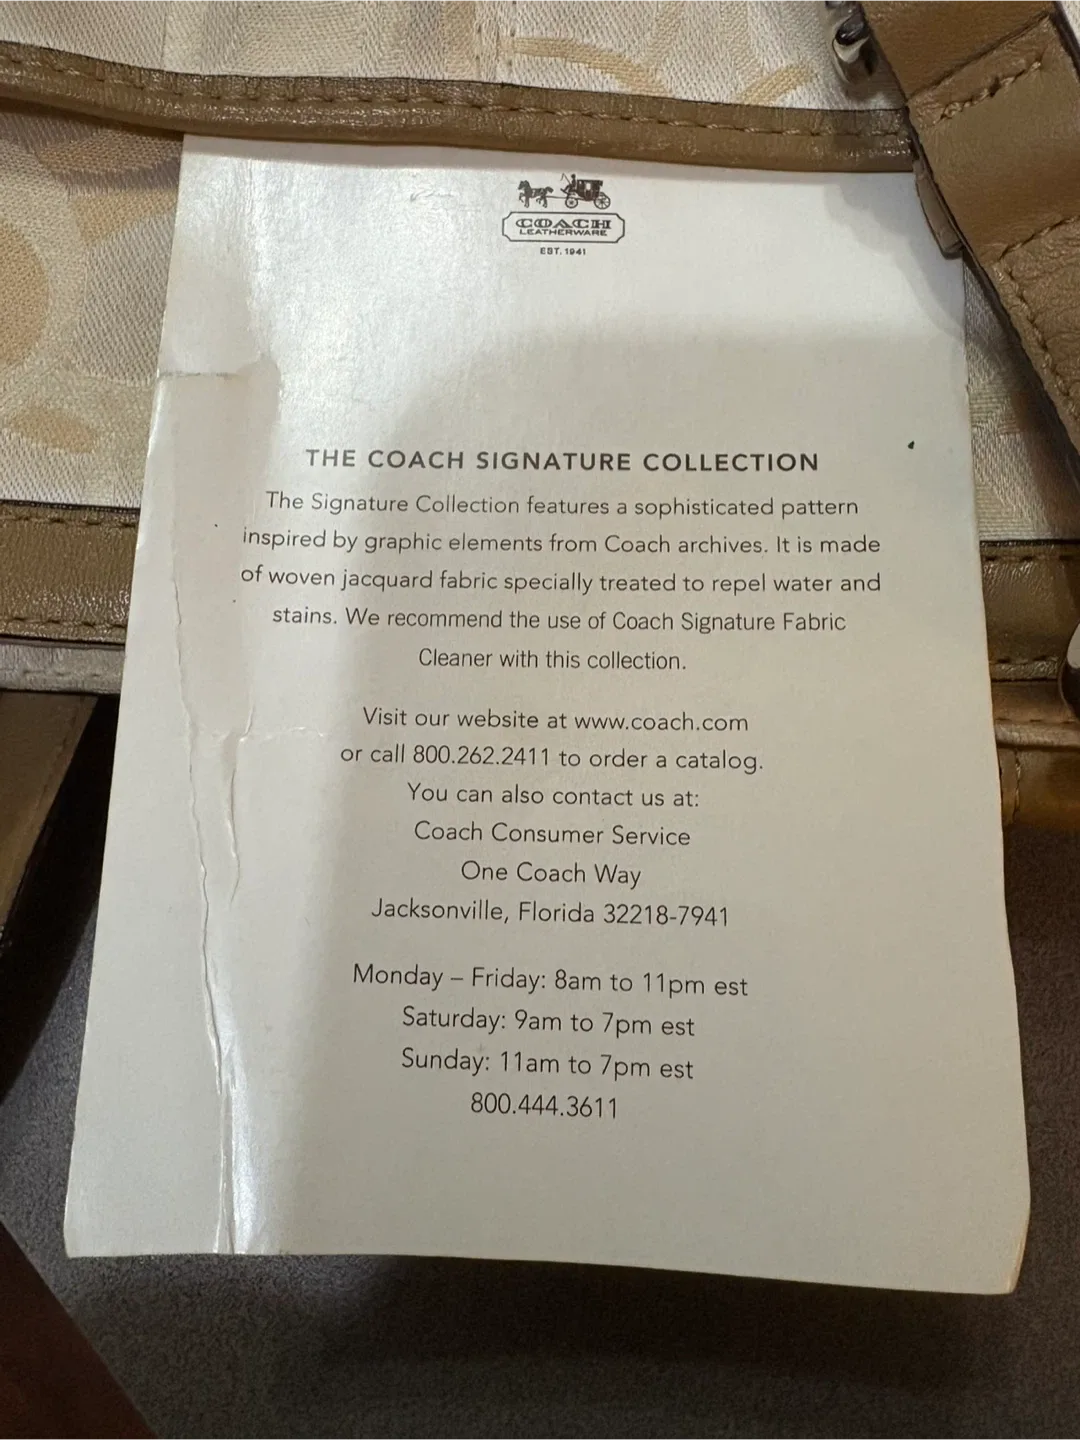 COACH
LEATHERWARE
EST. 1941
THE COACH SIGNATURE COLLECTION
The Signature Collection features a sophisticated pattern
inspired by graphic elements from Coach archives. It is made
of woven jacquard fabric specially treated to repel water and
stains. We recommend the use of Coach Signature Fabric
Cleaner with this collection.
Visit our website at www.coach.com
or call 800.262.2411 to order a catalog.
You can also contact us at:
Coach Consumer Service
One Coach Way
Jacksonville, Florida 32218-7941
Monday – Friday: 8am to 11pm est
Saturday: 9am to 7pm est
Sunday: 11am to 7pm est
800.444.3611